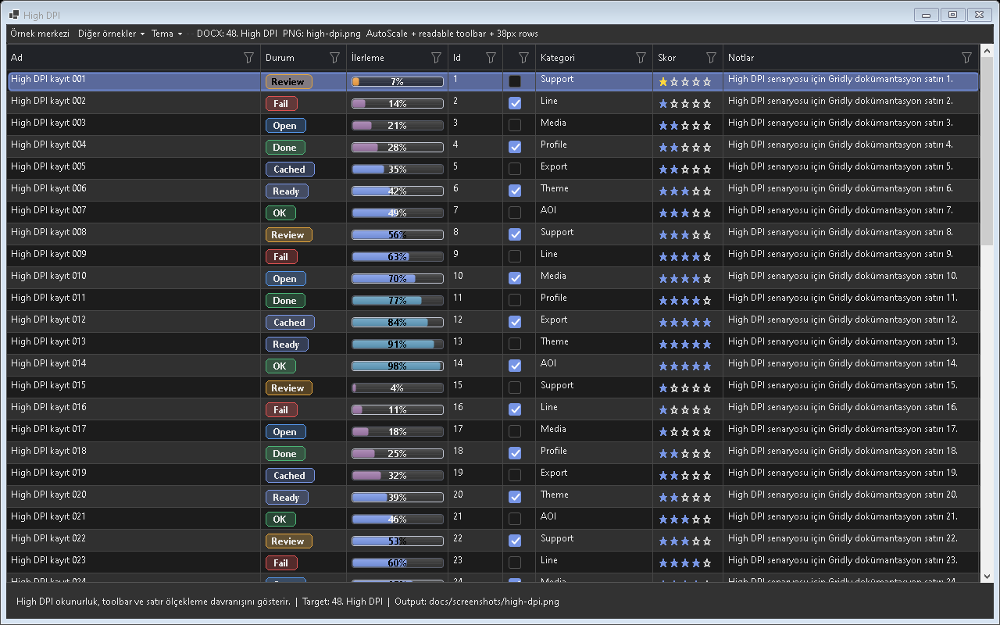 High DPI
Örnek merkezi Diğer örnekler Tema DOCX: 48. High DPI PNG: high-dpi.png AutoScale + readable toolbar + 38px rows
Ad Durum İlerleme Id Kategori Skor Notlar
High DPI kayıt 001 Review 7% 1 Support High DPI senaryosu için Gridly dokümantasyon satırı 1.
High DPI kayıt 002 Fail 14% 2 Line High DPI senaryosu için Gridly dokümantasyon satırı 2.
High DPI kayıt 003 Open 21% 3 Media High DPI senaryosu için Gridly dokümantasyon satırı 3.
High DPI kayıt 004 Done 28% 4 Profile High DPI senaryosu için Gridly dokümantasyon satırı 4.
High DPI kayıt 005 Cached 35% 5 Export High DPI senaryosu için Gridly dokümantasyon satırı 5.
High DPI kayıt 006 Ready 42% 6 Theme High DPI senaryosu için Gridly dokümantasyon satırı 6.
High DPI kayıt 007 OK 49% 7 AOI High DPI senaryosu için Gridly dokümantasyon satırı 7.
High DPI kayıt 008 Review 56% 8 Support High DPI senaryosu için Gridly dokümantasyon satırı 8.
High DPI kayıt 009 Fail 63% 9 Line High DPI senaryosu için Gridly dokümantasyon satırı 9.
High DPI kayıt 010 Open 70% 10 Media High DPI senaryosu için Gridly dokümantasyon satırı 10.
High DPI kayıt 011 Done 77% 11 Profile High DPI senaryosu için Gridly dokümantasyon satırı 11.
High DPI kayıt 012 Cached 84% 12 Export High DPI senaryosu için Gridly dokümantasyon satırı 12.
High DPI kayıt 013 Ready 91% 13 Theme High DPI senaryosu için Gridly dokümantasyon satırı 13.
High DPI kayıt 014 OK 98% 14 AOI High DPI senaryosu için Gridly dokümantasyon satırı 14.
High DPI kayıt 015 Review 4% 15 Support High DPI senaryosu için Gridly dokümantasyon satırı 15.
High DPI kayıt 016 Fail 11% 16 Line High DPI senaryosu için Gridly dokümantasyon satırı 16.
High DPI kayıt 017 Open 18% 17 Media High DPI senaryosu için Gridly dokümantasyon satırı 17.
High DPI kayıt 018 Done 25% 18 Profile High DPI senaryosu için Gridly dokümantasyon satırı 18.
High DPI kayıt 019 Cached 32% 19 Export High DPI senaryosu için Gridly dokümantasyon satırı 19.
High DPI kayıt 020 Ready 39% 20 Theme High DPI senaryosu için Gridly dokümantasyon satırı 20.
High DPI kayıt 021 OK 46% 21 AOI High DPI senaryosu için Gridly dokümantasyon satırı 21.
High DPI kayıt 022 Review 53% 22 Support High DPI senaryosu için Gridly dokümantasyon satırı 22.
High DPI kayıt 023 Fail 60% 23 Line High DPI senaryosu için Gridly dokümantasyon satırı 23.
High DPI kayıt 024 24 Media High DPI senaryosu için Gridly dokümantasyon satırı 24.
High DPI okunurluk, toolbar ve satır ölçekleme davranışını gösterir. | Target: 48. High DPI | Output: docs/screenshots/high-dpi.png